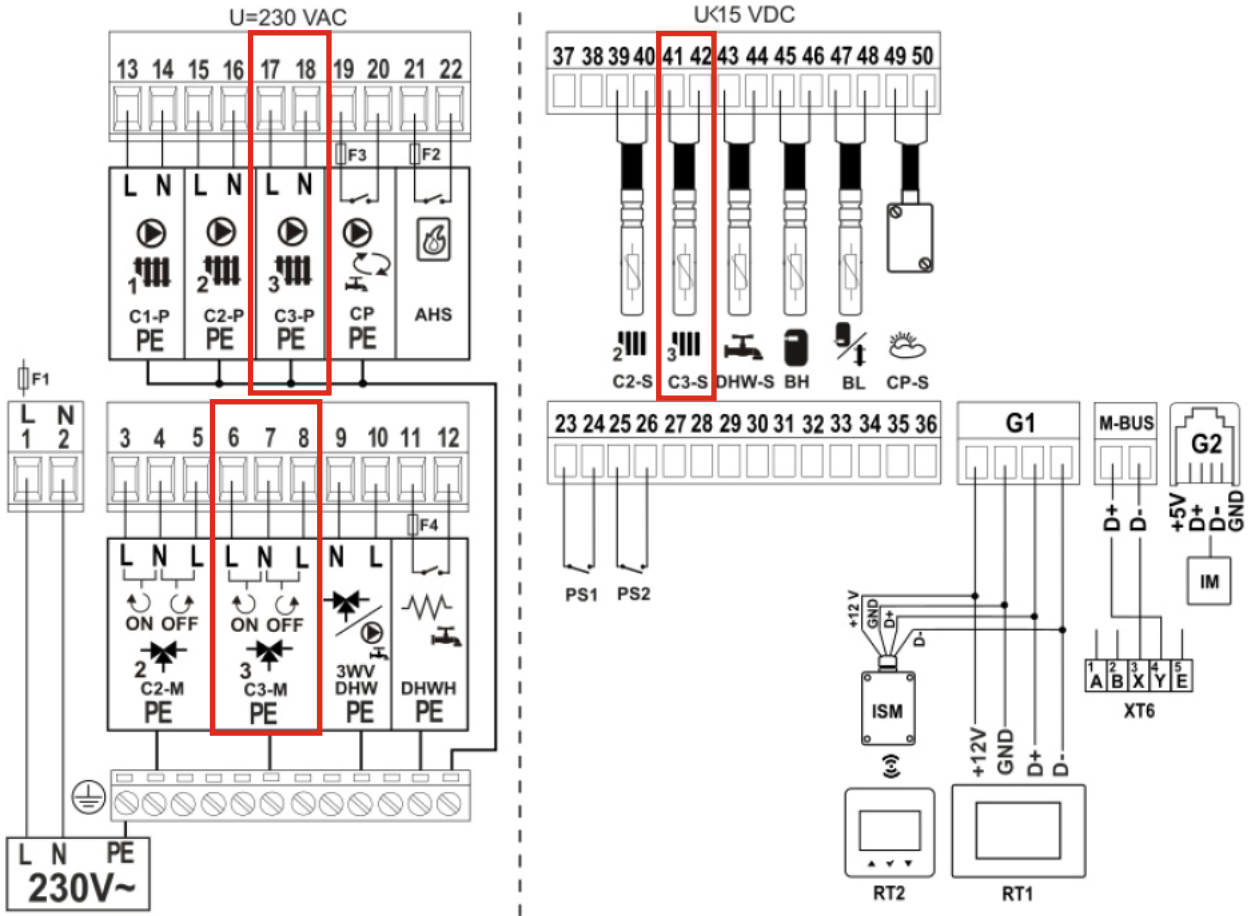 U=230 VAC
13 14 15 16 17 18 19 20 21 22
F3 F2
L N L N L N
1 2 3
C1-P C2-P C3-P CP AHS
PE PE PE PE
F1
L N
1 2
3 4 5 6 7 8 9 10 11 12
F4
L N L L N L N L
ON OFF ON OFF
2 3
C2-M C3-M 3WV DHW DHWH
PE PE PE PE
L N PE
230V~
U<15 VDC
37 38 39 40 41 42 43 44 45 46 47 48 49 50
2 3
C2-S C3-S DHW-S BH BL CP-S
23 24 25 26 27 28 29 30 31 32 33 34 35 36
PS1 PS2
G1
M-BUS
G2
D+ D-
+5V D+ D- GND
IM
+12 V GND D+ D-
ISM
+12V GND D+ D-
1 2 3 4 5
A B X Y E
XT6
RT2 RT1